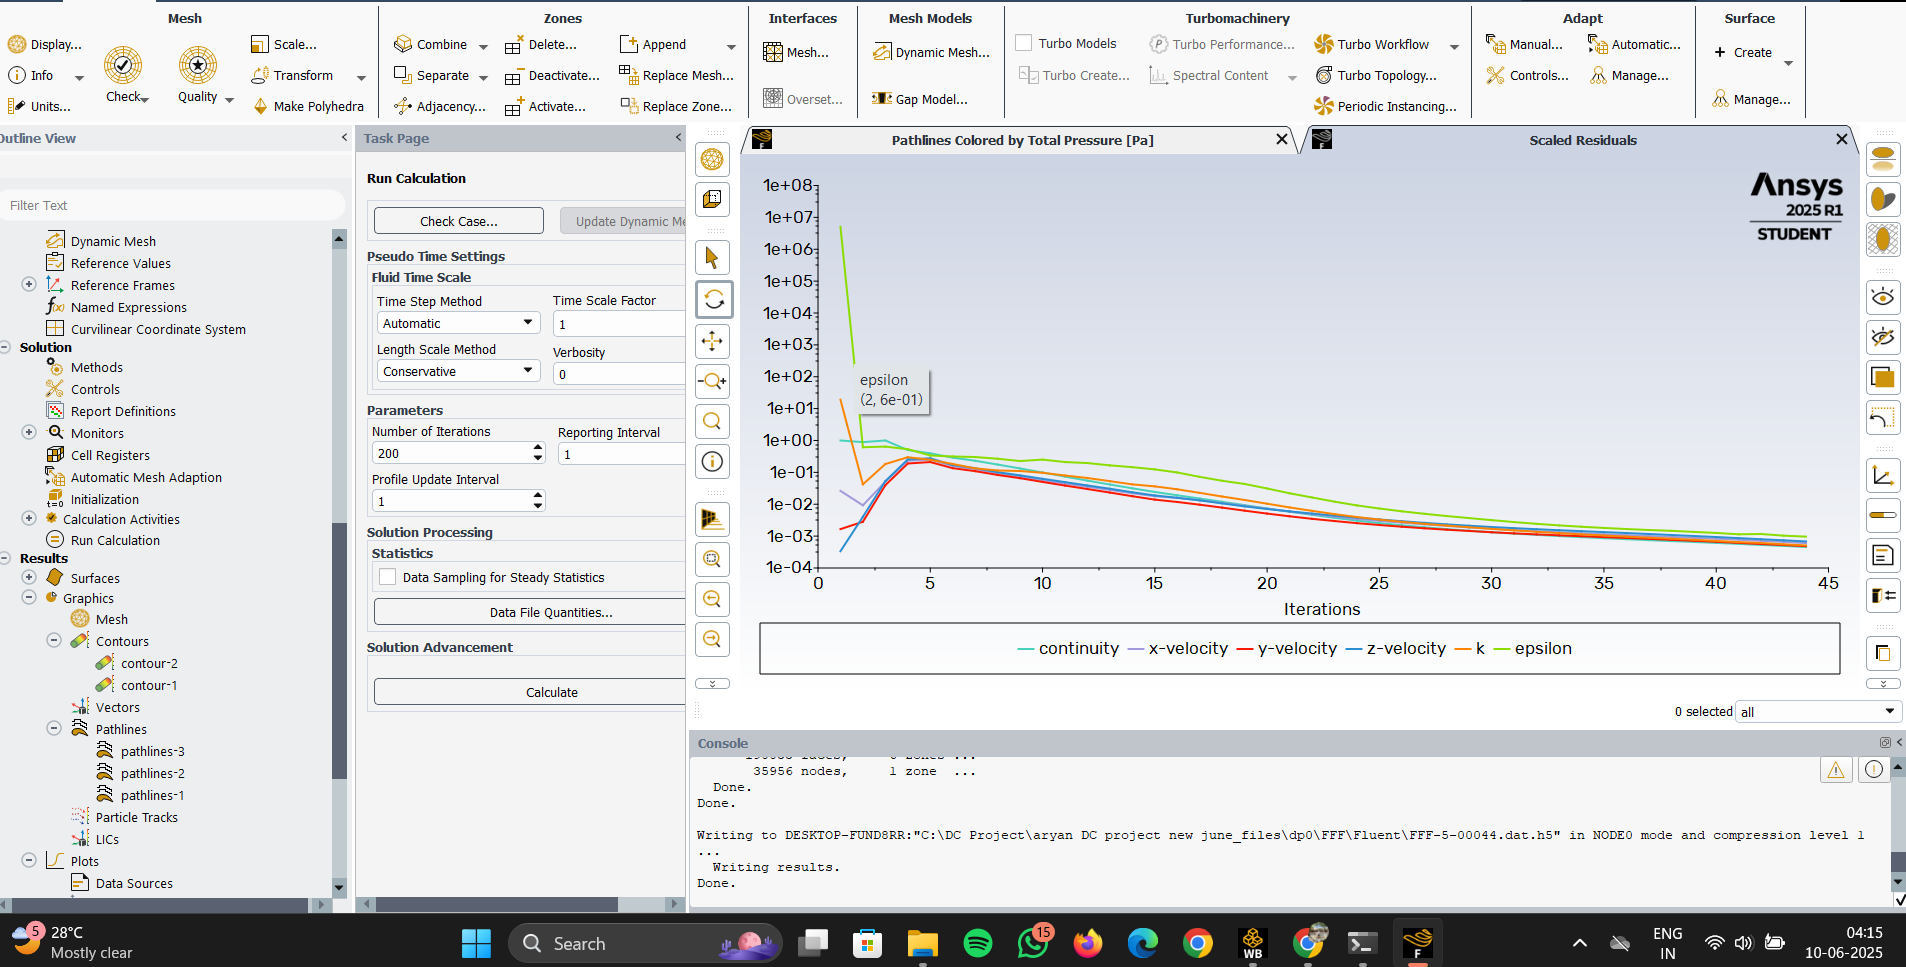 Mesh
Zones
Interfaces
Mesh Models
Turbomachinery
Adapt
Surface
Display...
Info
Units...
Check
Quality
Scale...
Transform
Make Polyhedra
Combine
Separate
Adjacency...
Delete...
Deactivate...
Activate...
Append
Replace Mesh...
Replace Zone...
Mesh...
Overset...
Dynamic Mesh...
Gap Model...
Turbo Models
Turbo Create...
Turbo Performance...
Spectral Content
Turbo Workflow
Turbo Topology...
Periodic Instancing...
Manual...
Controls...
Automatic...
Manage...
+ Create
Manage...
Outline View
Filter Text
Dynamic Mesh
Reference Values
Reference Frames
Named Expressions
Curvilinear Coordinate System
Solution
Methods
Controls
Report Definitions
Monitors
Cell Registers
Automatic Mesh Adaption
Initialization
Calculation Activities
Run Calculation
Results
Surfaces
Graphics
Mesh
Contours
contour-2
contour-1
Vectors
Pathlines
pathlines-3
pathlines-2
pathlines-1
Particle Tracks
LICs
Plots
Data Sources
Task Page
Run Calculation
Check Case...
Update Dynamic Me
Pseudo Time Settings
Fluid Time Scale
Time Step Method
Time Scale Factor
Automatic
1
Length Scale Method
Verbosity
Conservative
0
Parameters
Number of Iterations
Reporting Interval
200
1
Profile Update Interval
1
Solution Processing
Statistics
Data Sampling for Steady Statistics
Data File Quantities...
Solution Advancement
Calculate
Pathlines Colored by Total Pressure [Pa]
Scaled Residuals
Ansys
2025 R1
STUDENT
1e+08
1e+07
1e+06
1e+05
1e+04
1e+03
1e+02
1e+01
1e+00
1e-01
1e-02
1e-03
1e-04
epsilon
(2, 6e-01)
0 5 10 15 20 25 30 35 40 45
Iterations
continuity x-velocity y-velocity z-velocity k epsilon
0 selected all
Console
35956 nodes, 1 zone ...
Done.
Done.
Writing to DESKTOP-FUND8RR:"C:\DC Project\aryan DC project new june_files\dp0\FFF\Fluent\FFF-5-00044.dat.h5" in NODE0 mode and compression level 1
...
Writing results.
Done.
5
28°C
Mostly clear
Search
15
WB
F
ENG
IN
04:15
10-06-2025